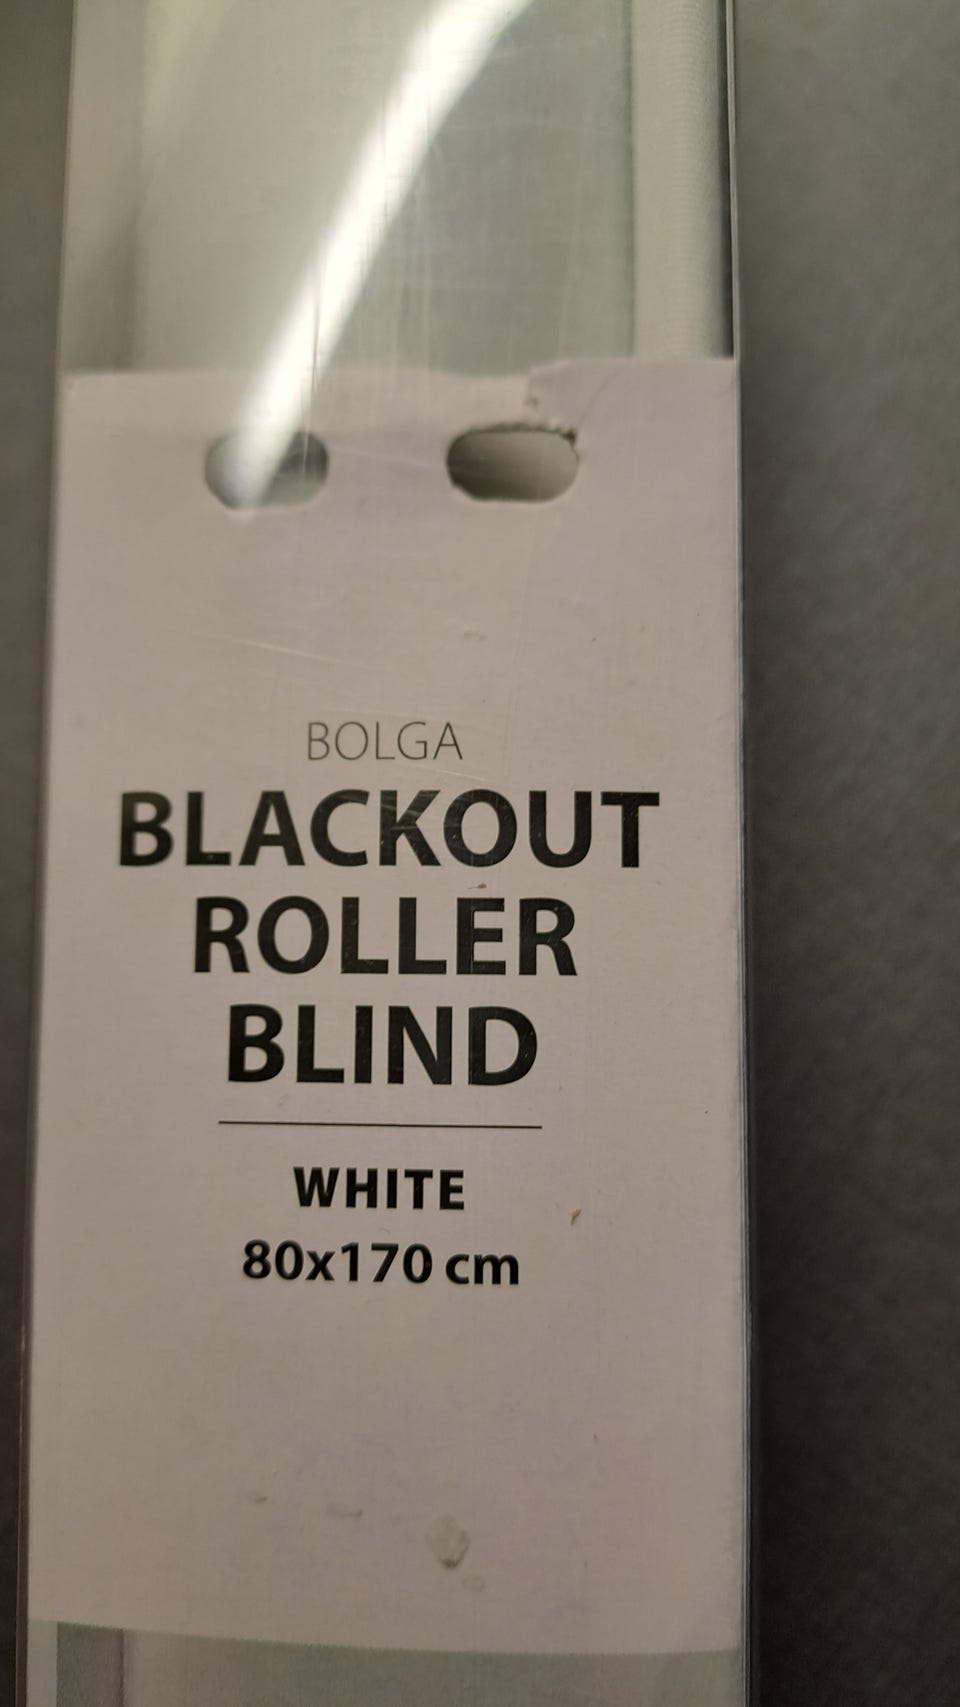 BOLGA
BLACKOUT
ROLLER
BLIND
WHITE
80x170 cm